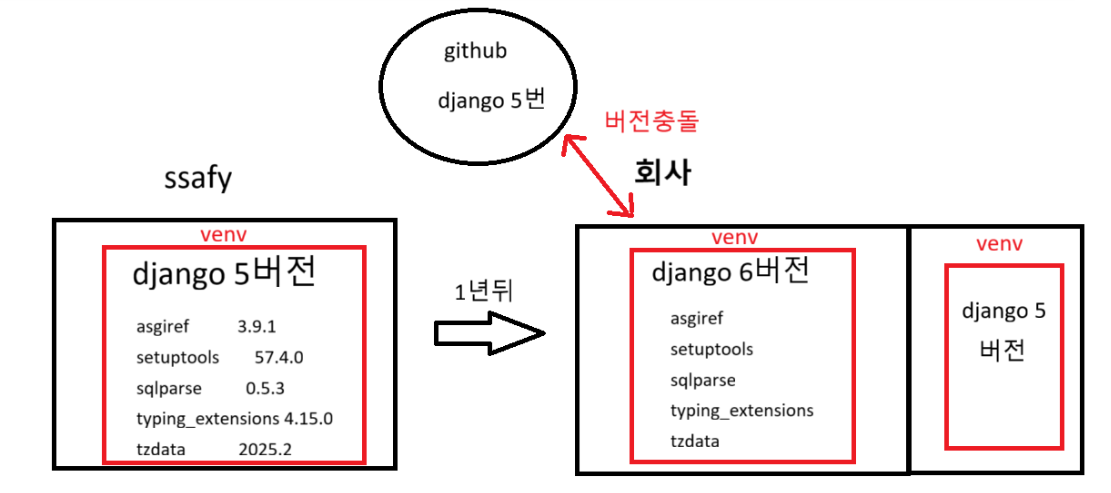 github
django 5번
버전충돌
회사
ssafy
venv
django 5버전
asgiref 3.9.1
setuptools 57.4.0
sqlparse 0.5.3
typing_extensions 4.15.0
tzdata 2025.2
1년뒤
venv
django 6버전
asgiref
setuptools
sqlparse
typing_extensions
tzdata
venv
django 5
버전